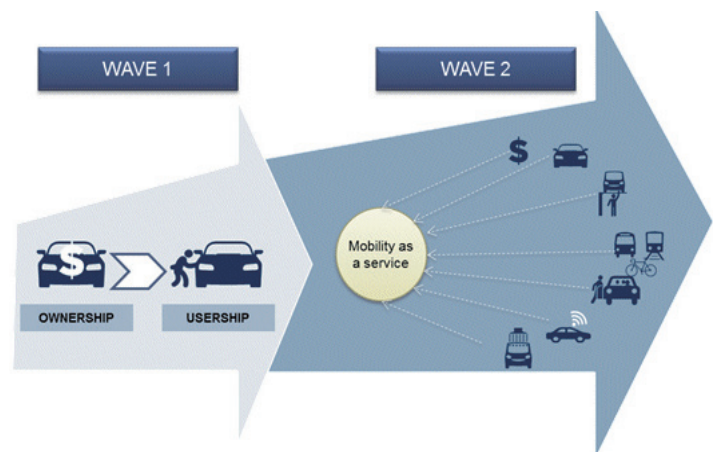 WAVE 1
WAVE 2
$
Mobility as
a service
$
OWNERSHIP
USERSHIP